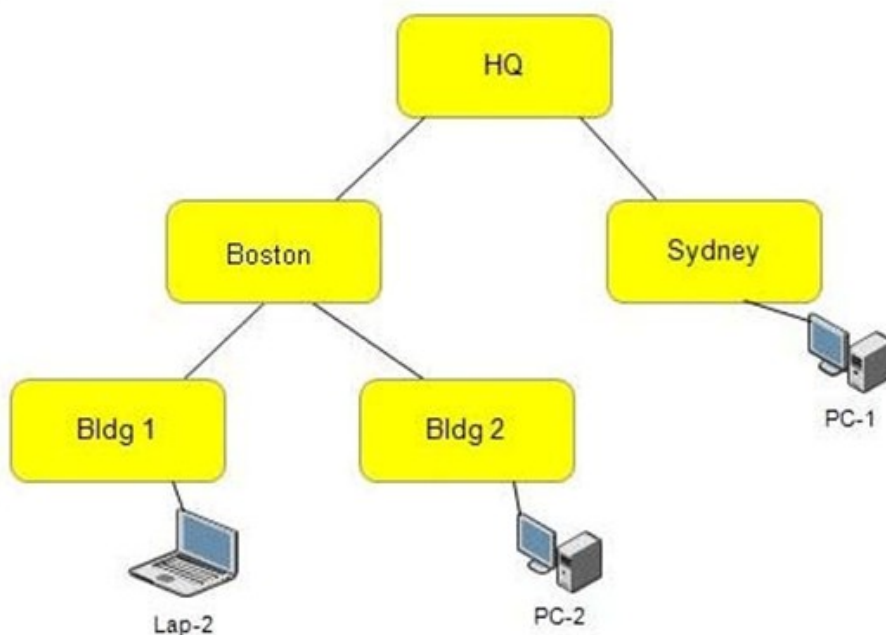 HQ
Boston
Sydney
Bldg 1
Bldg 2
PC-1
Lap-2
PC-2